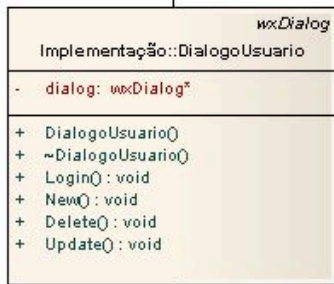 wxDialog
Implementação::DialogoUsuario
- dialog: wxDialog*
+ DialogoUsuario()
+ ~DialogoUsuario()
+ Login() : void
+ New() : void
+ Delete() : void
+ Update() : void